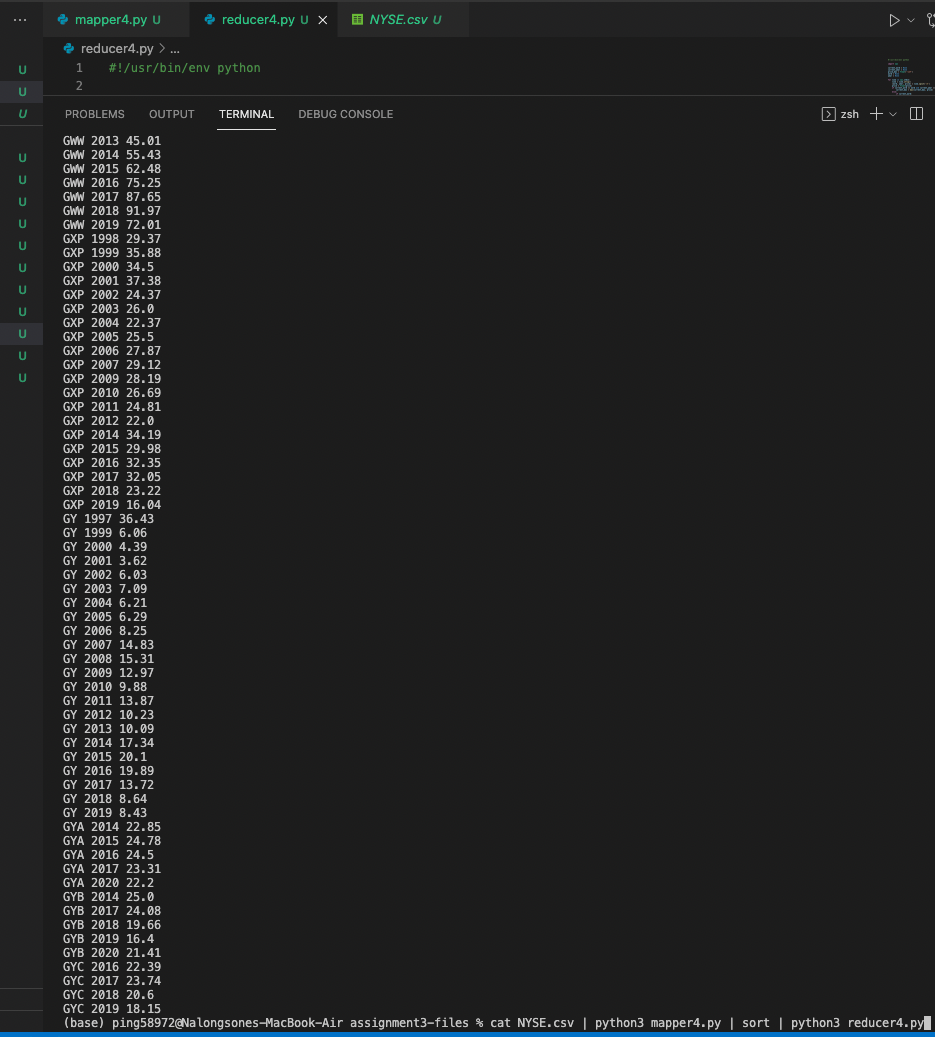 ··· mapper4.py U reducer4.py U NYSE.csv U
reducer4.py > ...
1 #!/usr/bin/env python
2
PROBLEMS OUTPUT TERMINAL DEBUG CONSOLE zsh
GWW 2013 45.01
GWW 2014 55.43
GWW 2015 62.48
GWW 2016 75.25
GWW 2017 87.65
GWW 2018 91.97
GWW 2019 72.01
GXP 1998 29.37
GXP 1999 35.88
GXP 2000 34.5
GXP 2001 37.38
GXP 2002 24.37
GXP 2003 26.0
GXP 2004 22.37
GXP 2005 25.5
GXP 2006 27.87
GXP 2007 29.12
GXP 2009 28.19
GXP 2010 26.69
GXP 2011 24.81
GXP 2012 22.0
GXP 2014 34.19
GXP 2015 29.98
GXP 2016 32.35
GXP 2017 32.05
GXP 2018 23.22
GXP 2019 16.04
GY 1997 36.43
GY 1999 6.06
GY 2000 4.39
GY 2001 3.62
GY 2002 6.03
GY 2003 7.09
GY 2004 6.21
GY 2005 6.29
GY 2006 8.25
GY 2007 14.83
GY 2008 15.31
GY 2009 12.97
GY 2010 9.88
GY 2011 13.87
GY 2012 10.23
GY 2013 10.09
GY 2014 17.34
GY 2015 20.1
GY 2016 19.89
GY 2017 13.72
GY 2018 8.64
GY 2019 8.43
GYA 2014 22.85
GYA 2015 24.78
GYA 2016 24.5
GYA 2017 23.31
GYA 2020 22.2
GYB 2014 25.0
GYB 2017 24.08
GYB 2018 19.66
GYB 2019 16.4
GYB 2020 21.41
GYC 2016 22.39
GYC 2017 23.74
GYC 2018 20.6
GYC 2019 18.15
(base) ping58972@Nalongsones-MacBook-Air assignment3-files % cat NYSE.csv | python3 mapper4.py | sort | python3 reducer4.py
U
U
U
U
U
U
U
U
U
U
U
U
U
U